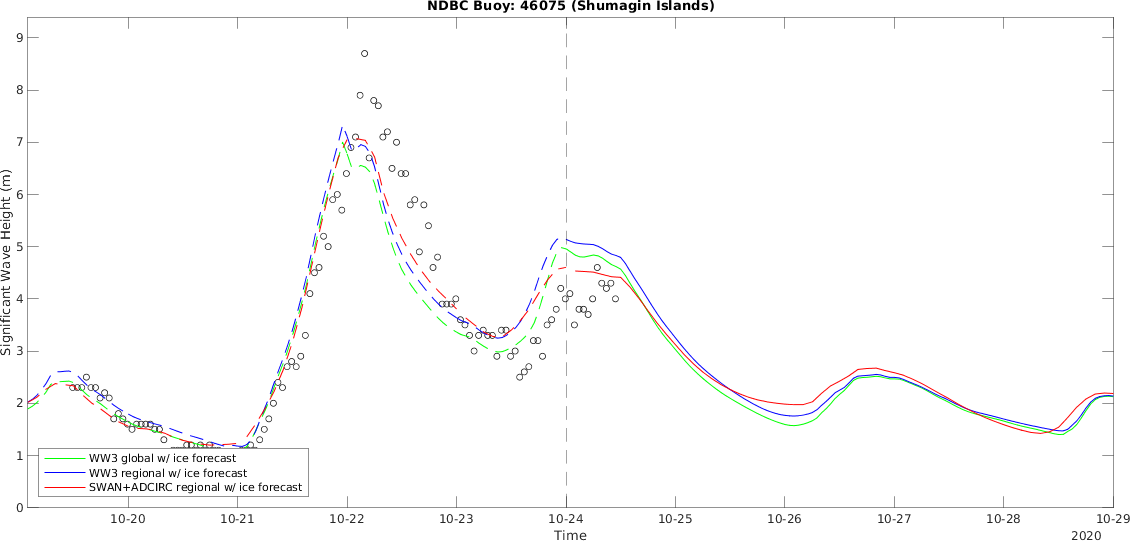 NDBC Buoy: 46075 (Shumagin Islands)
9
8
7
6
5
4
3
2
1
0
Significant Wave Height (m)
WW3 global w/ ice forecast
WW3 regional w/ ice forecast
SWAN+ADCIRC regional w/ ice forecast
10-20 10-21 10-22 10-23 10-24 10-25 10-26 10-27 10-28 10-29
Time
2020